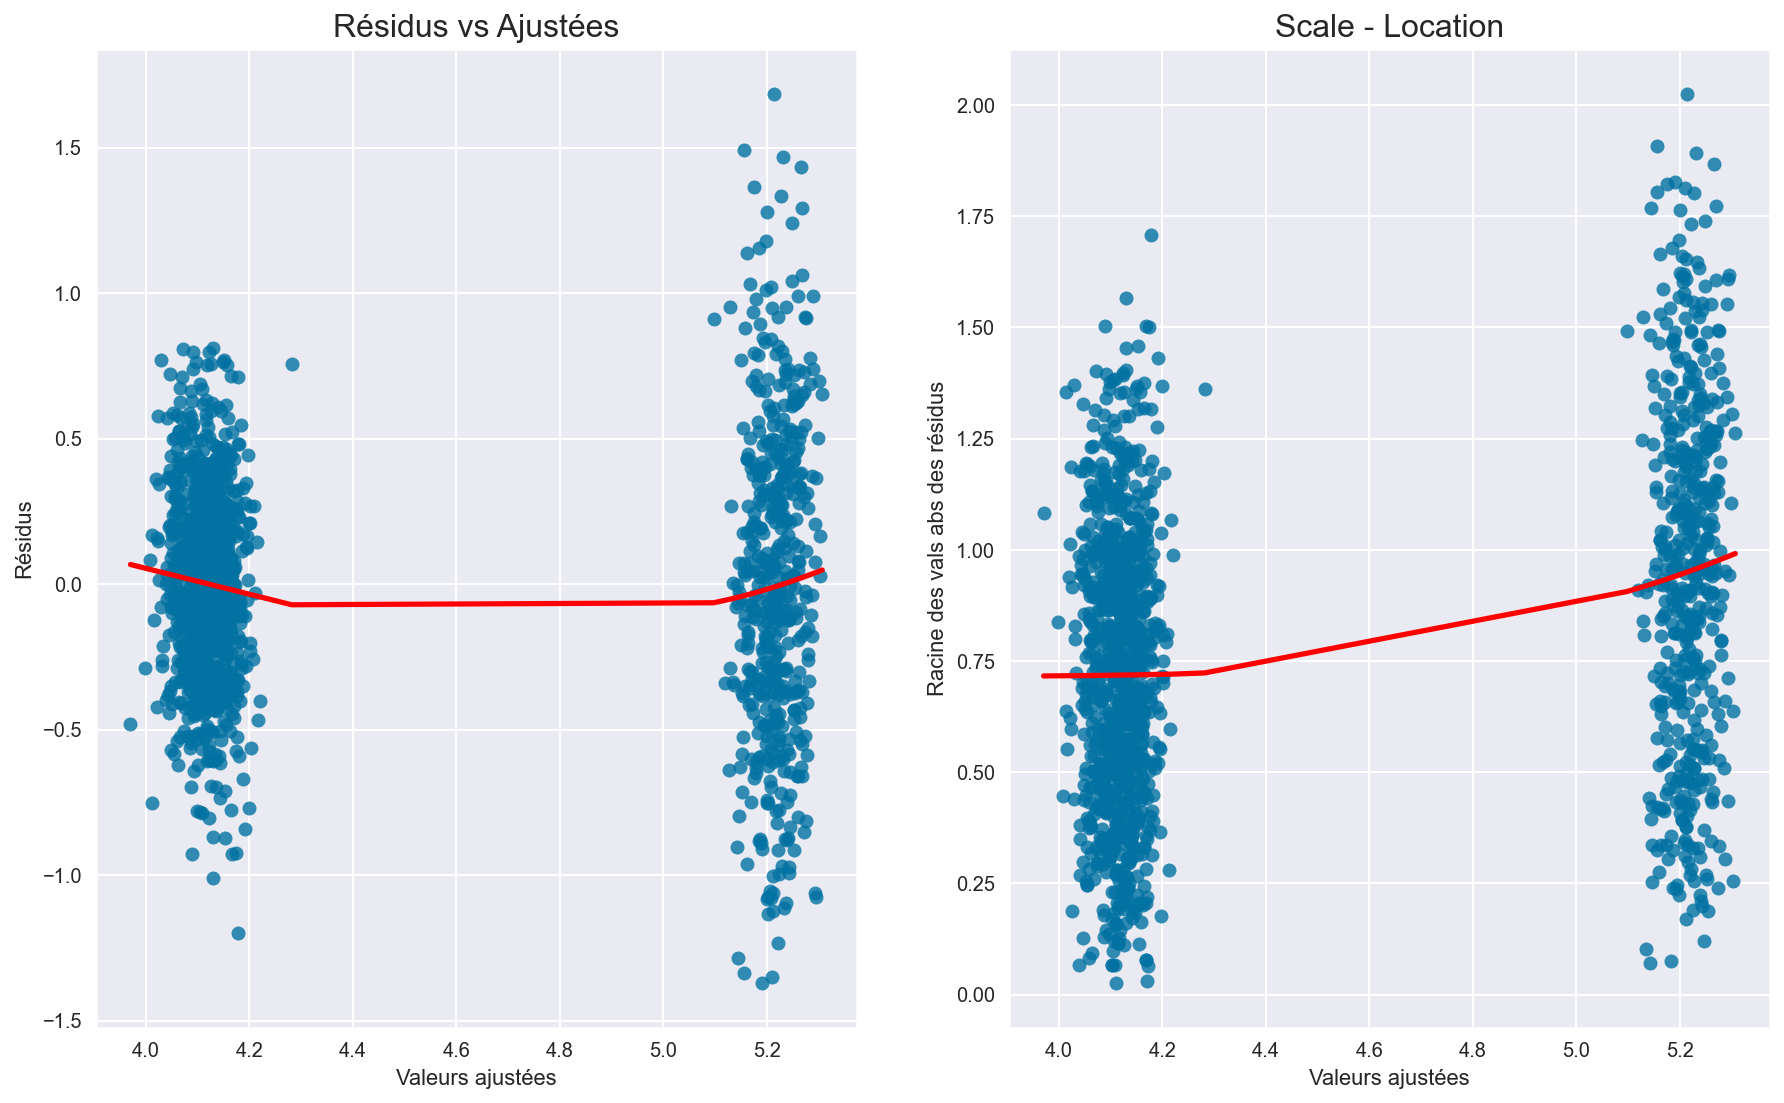 Résidus vs Ajustées
Résidus
1.5
1.0
0.5
0.0
−0.5
−1.0
−1.5
4.0 4.2 4.4 4.6 4.8 5.0 5.2
Valeurs ajustées
Scale - Location
Racine des vals abs des résidus
2.00
1.75
1.50
1.25
1.00
0.75
0.50
0.25
0.00
4.0 4.2 4.4 4.6 4.8 5.0 5.2
Valeurs ajustées